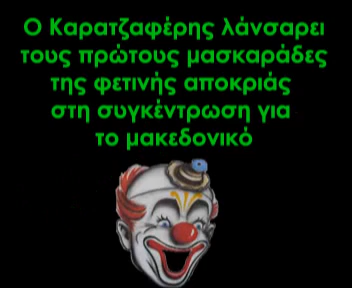 Ο Καρατζαφέρης λάνσαρει
τους πρώτους μασκαράδες
της φετινής αποκριάς
στη συγκέντρωση για
το μακεδονικό